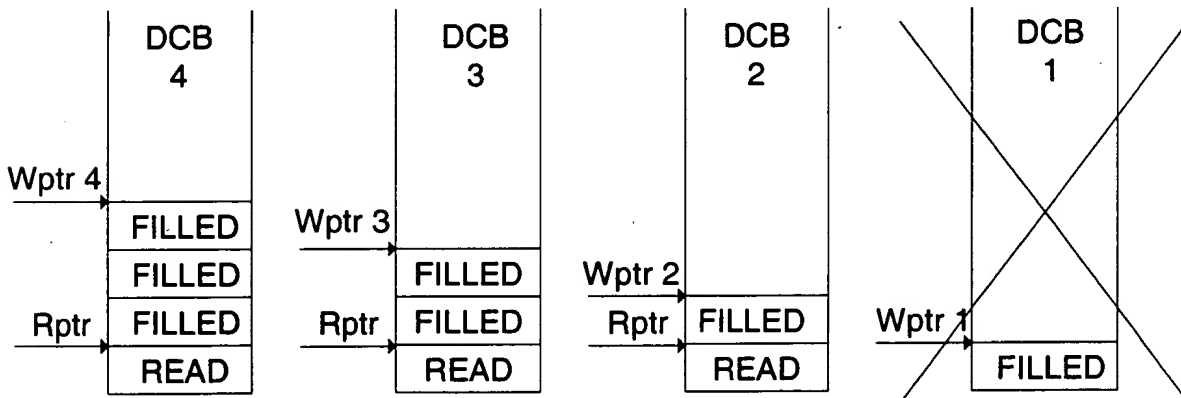 DCB
4
Wptr 4
FILLED
FILLED
Rptr
FILLED
READ
DCB
3
Wptr 3
FILLED
Rptr
FILLED
READ
DCB
2
Wptr 2
Rptr
FILLED
READ
DCB
1
Wptr 1
FILLED